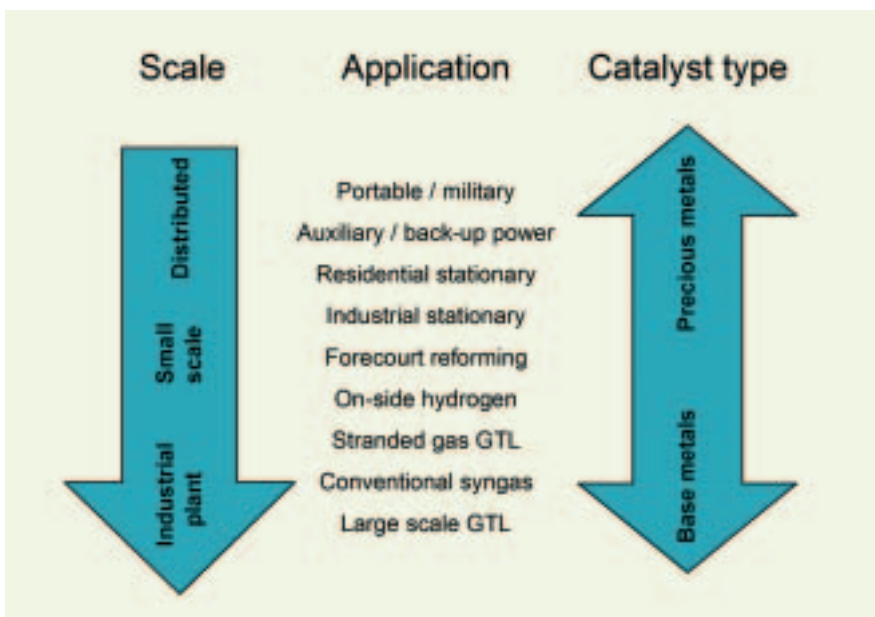 Scale
Application
Catalyst type
Distributed
Small
scale
Industrial
plant
Portable / military
Auxiliary / back-up power
Residential stationary
Industrial stationary
Forecourt reforming
On-side hydrogen
Stranded gas GTL
Conventional syngas
Large scale GTL
Precious metals
Base metals